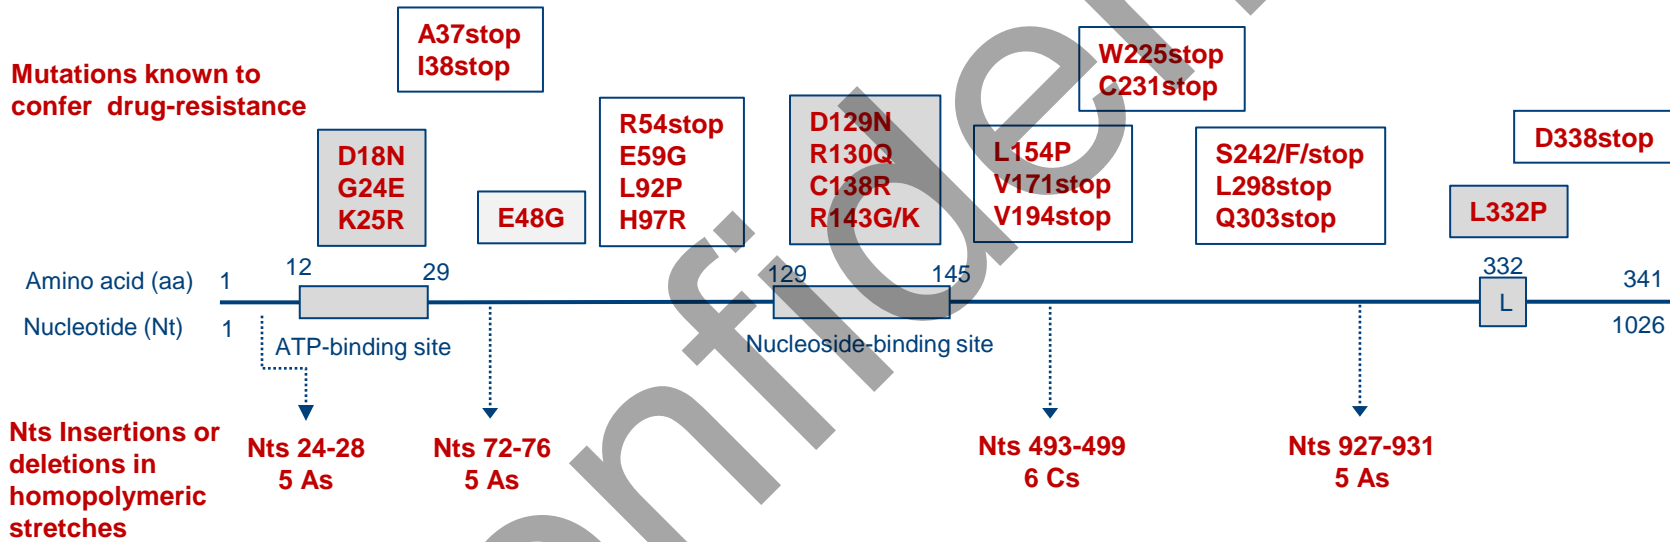 A37stop
I38stop
Mutations known to
confer drug-resistance
W225stop
C231stop
D18N
G24E
K25R
E48G
R54stop
E59G
L92P
H97R
D129N
R130Q
C138R
R143G/K
L154P
V171stop
V194stop
S242/F/stop
L298stop
Q303stop
D338stop
L332P
Amino acid (aa) 1 12 29 129 145 332 341
L
Nucleotide (Nt) 1 1026
ATP-binding site Nucleoside-binding site
Nts Insertions or
deletions in
homopolymeric
stretches
Nts 24-28
5 As
Nts 72-76
5 As
Nts 493-499
6 Cs
Nts 927-931
5 As